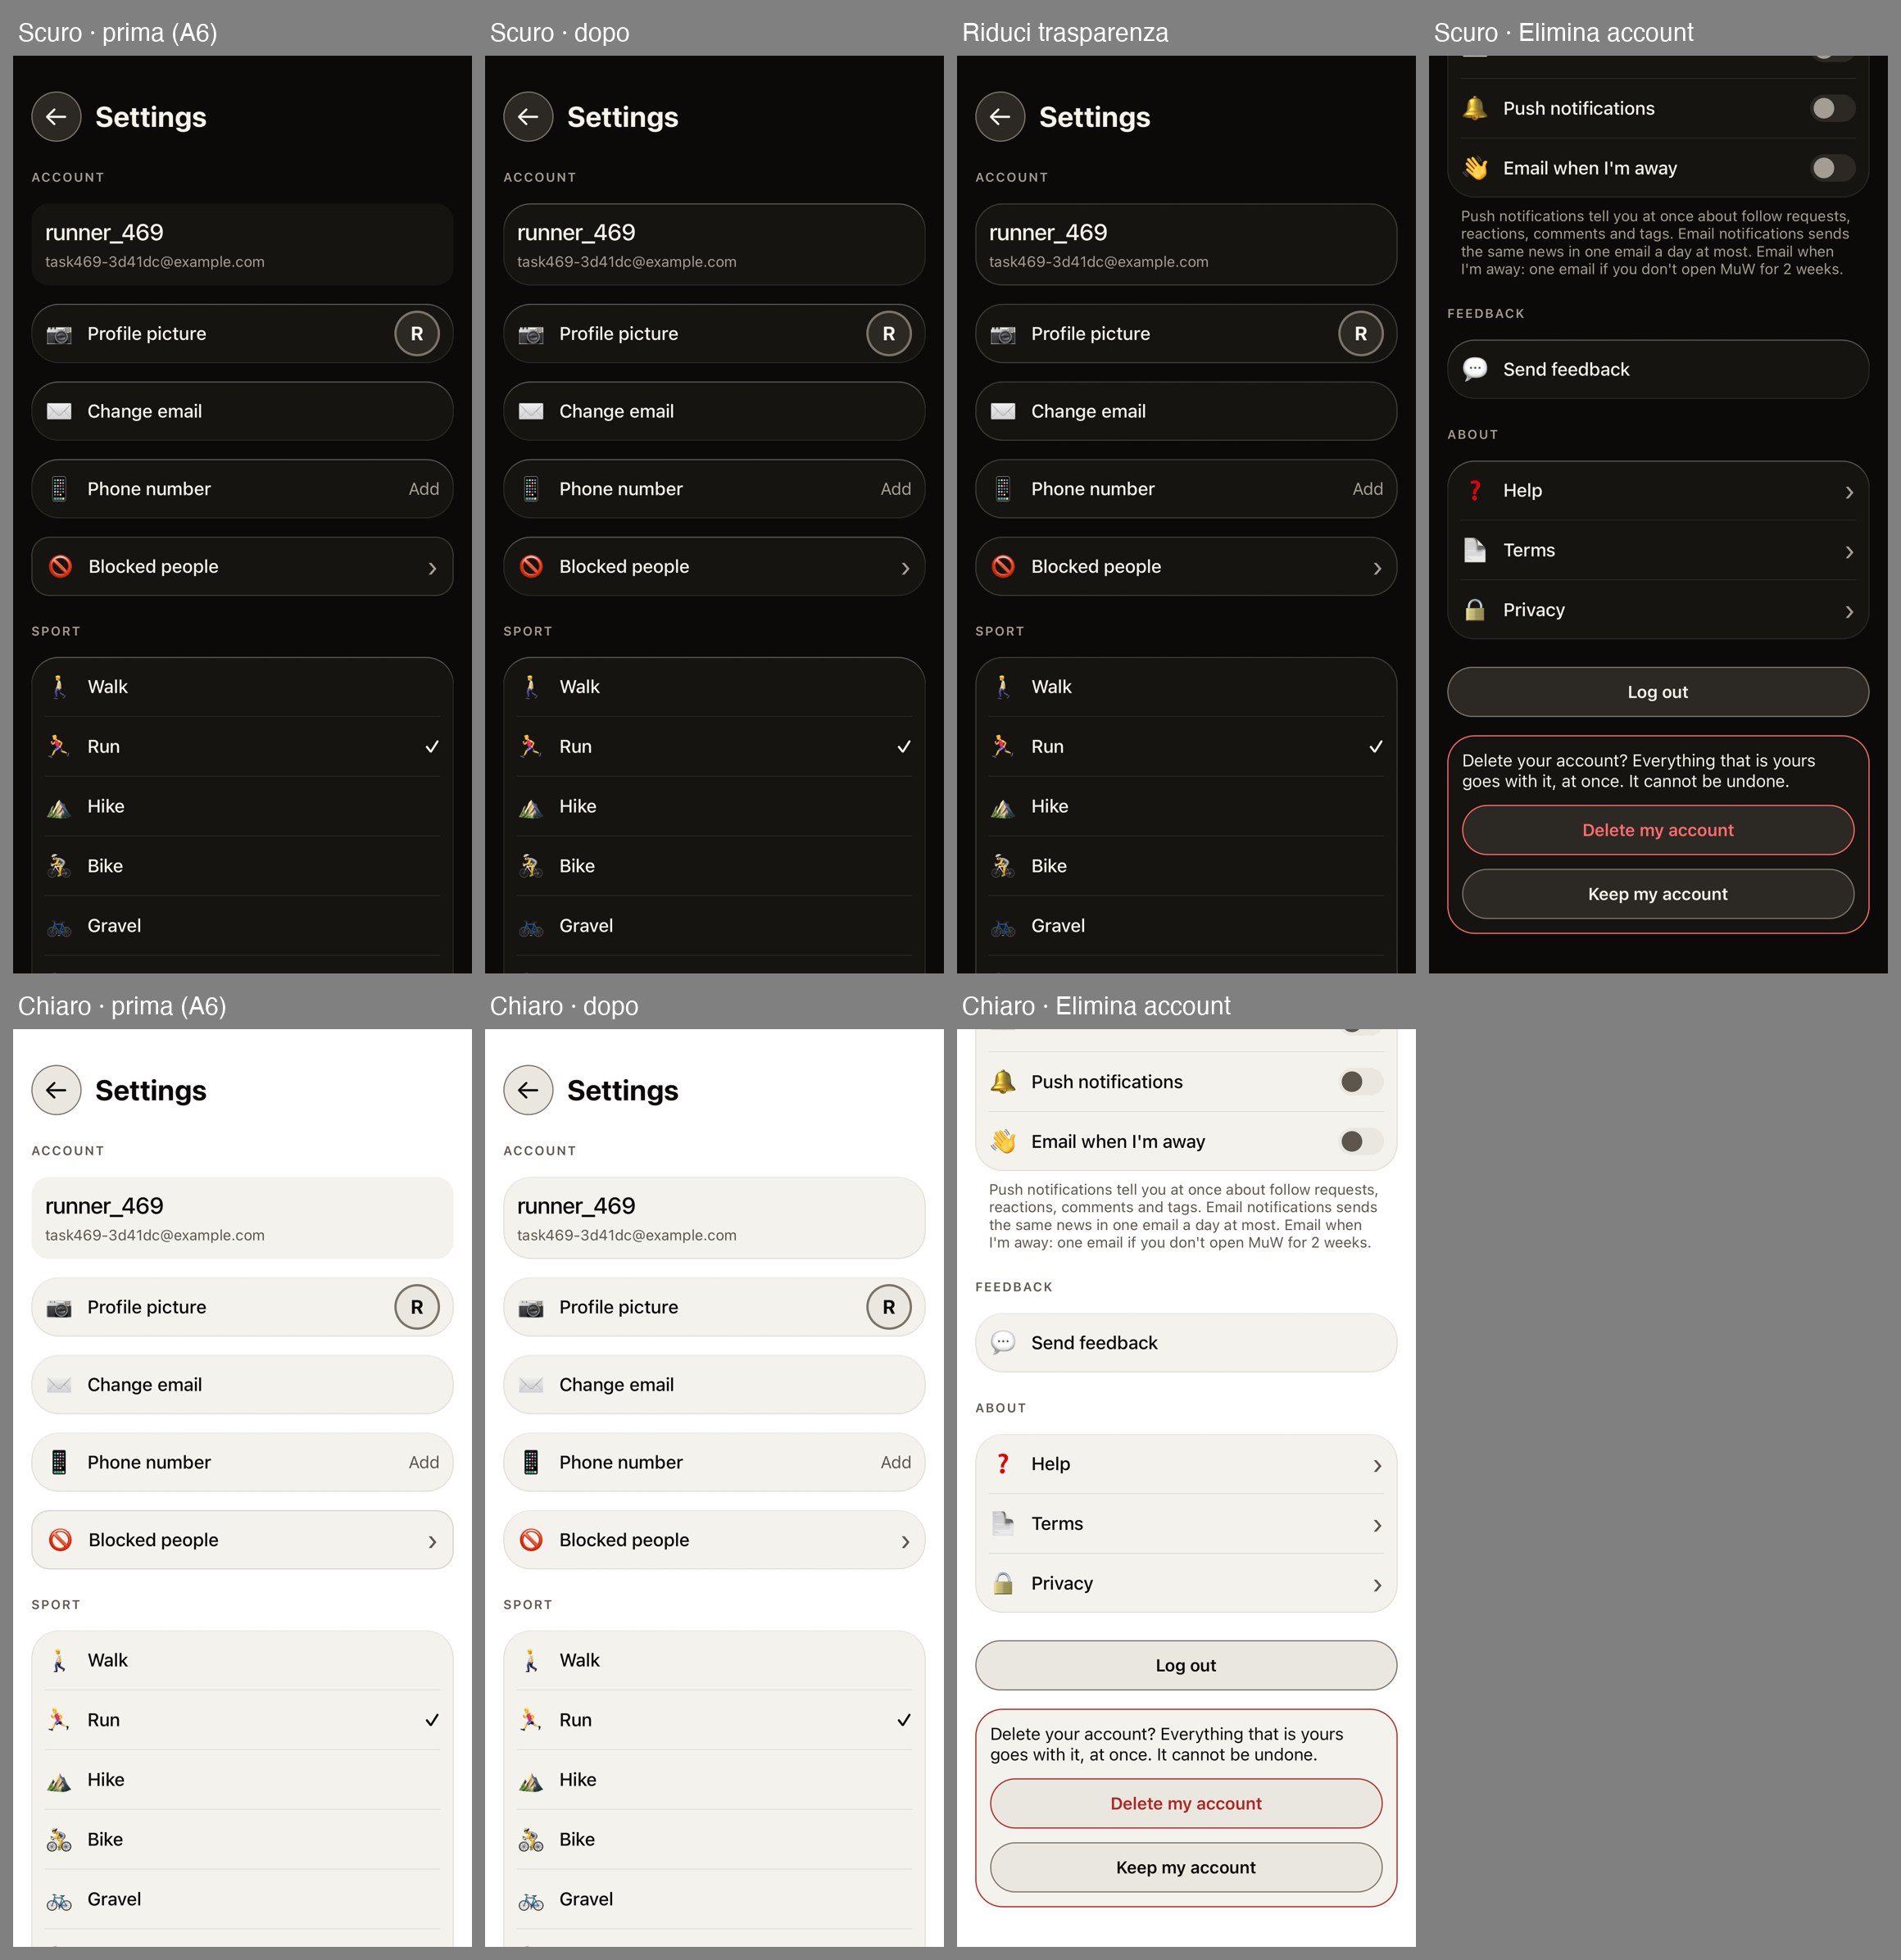 Scuro · prima (A6)
Settings
ACCOUNT
runner_469
task469-3d41dc@example.com
Profile picture
R
Change email
Phone number
Add
Blocked people
SPORT
Walk
Run
Hike
Bike
Gravel
Scuro · dopo
Settings
ACCOUNT
runner_469
task469-3d41dc@example.com
Profile picture
R
Change email
Phone number
Add
Blocked people
SPORT
Walk
Run
Hike
Bike
Gravel
Riduci trasparenza
Settings
ACCOUNT
runner_469
task469-3d41dc@example.com
Profile picture
R
Change email
Phone number
Add
Blocked people
SPORT
Walk
Run
Hike
Bike
Gravel
Scuro · Elimina account
Push notifications
Email when I'm away
Push notifications tell you at once about follow requests,
reactions, comments and tags. Email notifications sends
the same news in one email a day at most. Email when
I'm away: one email if you don't open MuW for 2 weeks.
FEEDBACK
Send feedback
ABOUT
Help
Terms
Privacy
Log out
Delete your account? Everything that is yours
goes with it, at once. It cannot be undone.
Delete my account
Keep my account
Chiaro · prima (A6)
Settings
ACCOUNT
runner_469
task469-3d41dc@example.com
Profile picture
R
Change email
Phone number
Add
Blocked people
SPORT
Walk
Run
Hike
Bike
Gravel
Chiaro · dopo
Settings
ACCOUNT
runner_469
task469-3d41dc@example.com
Profile picture
R
Change email
Phone number
Add
Blocked people
SPORT
Walk
Run
Hike
Bike
Gravel
Chiaro · Elimina account
Push notifications
Email when I'm away
Push notifications tell you at once about follow requests,
reactions, comments and tags. Email notifications sends
the same news in one email a day at most. Email when
I'm away: one email if you don't open MuW for 2 weeks.
FEEDBACK
Send feedback
ABOUT
Help
Terms
Privacy
Log out
Delete your account? Everything that is yours
goes with it, at once. It cannot be undone.
Delete my account
Keep my account